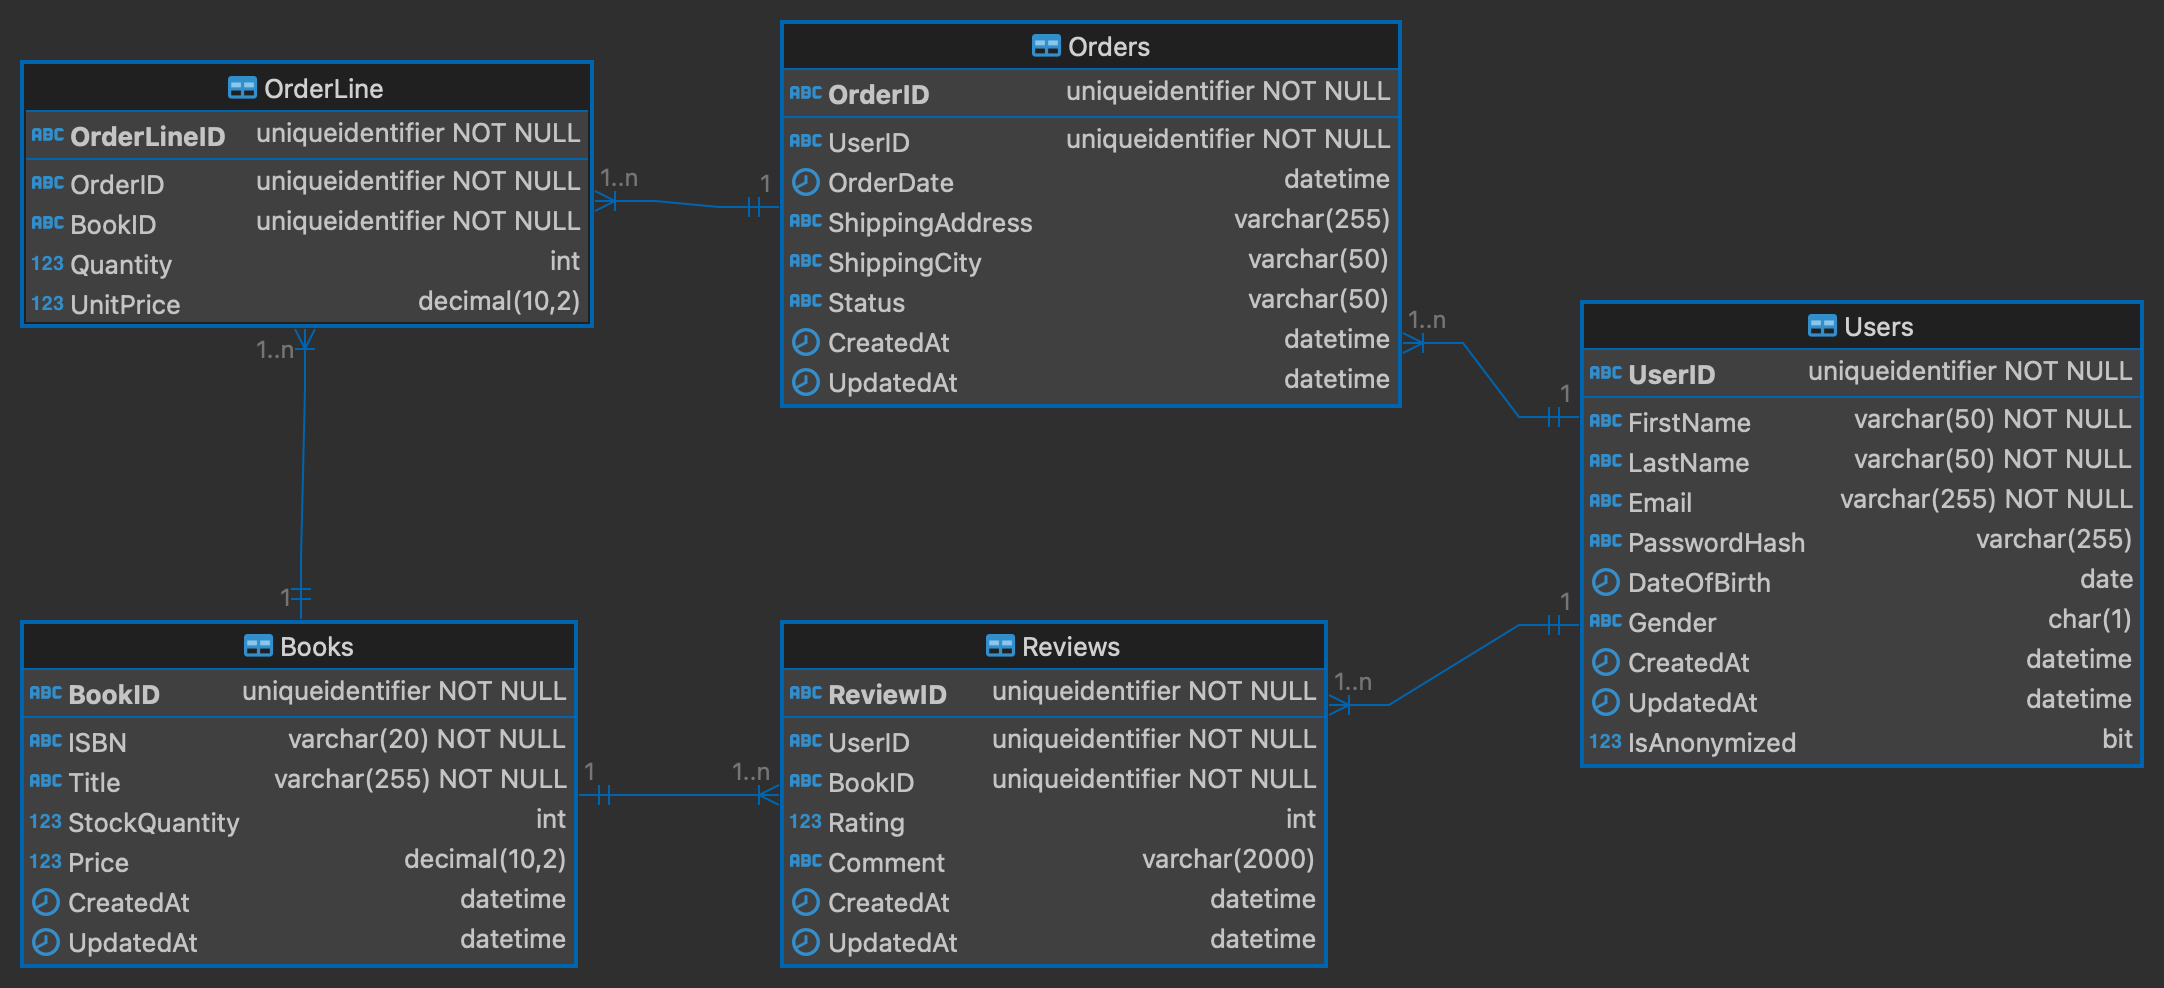 OrderLine
ABC OrderLineID uniqueidentifier NOT NULL
ABC OrderID uniqueidentifier NOT NULL
ABC BookID uniqueidentifier NOT NULL
123 Quantity int
123 UnitPrice decimal(10,2)
1..n
1
1..n
1
Orders
ABC OrderID uniqueidentifier NOT NULL
ABC UserID uniqueidentifier NOT NULL
OrderDate datetime
ABC ShippingAddress varchar(255)
ABC ShippingCity varchar(50)
ABC Status varchar(50)
CreatedAt datetime
UpdatedAt datetime
1..n
1
Users
ABC UserID uniqueidentifier NOT NULL
ABC FirstName varchar(50) NOT NULL
ABC LastName varchar(50) NOT NULL
ABC Email varchar(255) NOT NULL
ABC PasswordHash varchar(255)
DateOfBirth date
ABC Gender char(1)
CreatedAt datetime
UpdatedAt datetime
123 IsAnonymized bit
1
1..n
Books
ABC BookID uniqueidentifier NOT NULL
ABC ISBN varchar(20) NOT NULL
ABC Title varchar(255) NOT NULL
123 StockQuantity int
123 Price decimal(10,2)
CreatedAt datetime
UpdatedAt datetime
1
1..n
Reviews
ABC ReviewID uniqueidentifier NOT NULL
ABC UserID uniqueidentifier NOT NULL
ABC BookID uniqueidentifier NOT NULL
123 Rating int
ABC Comment varchar(2000)
CreatedAt datetime
UpdatedAt datetime